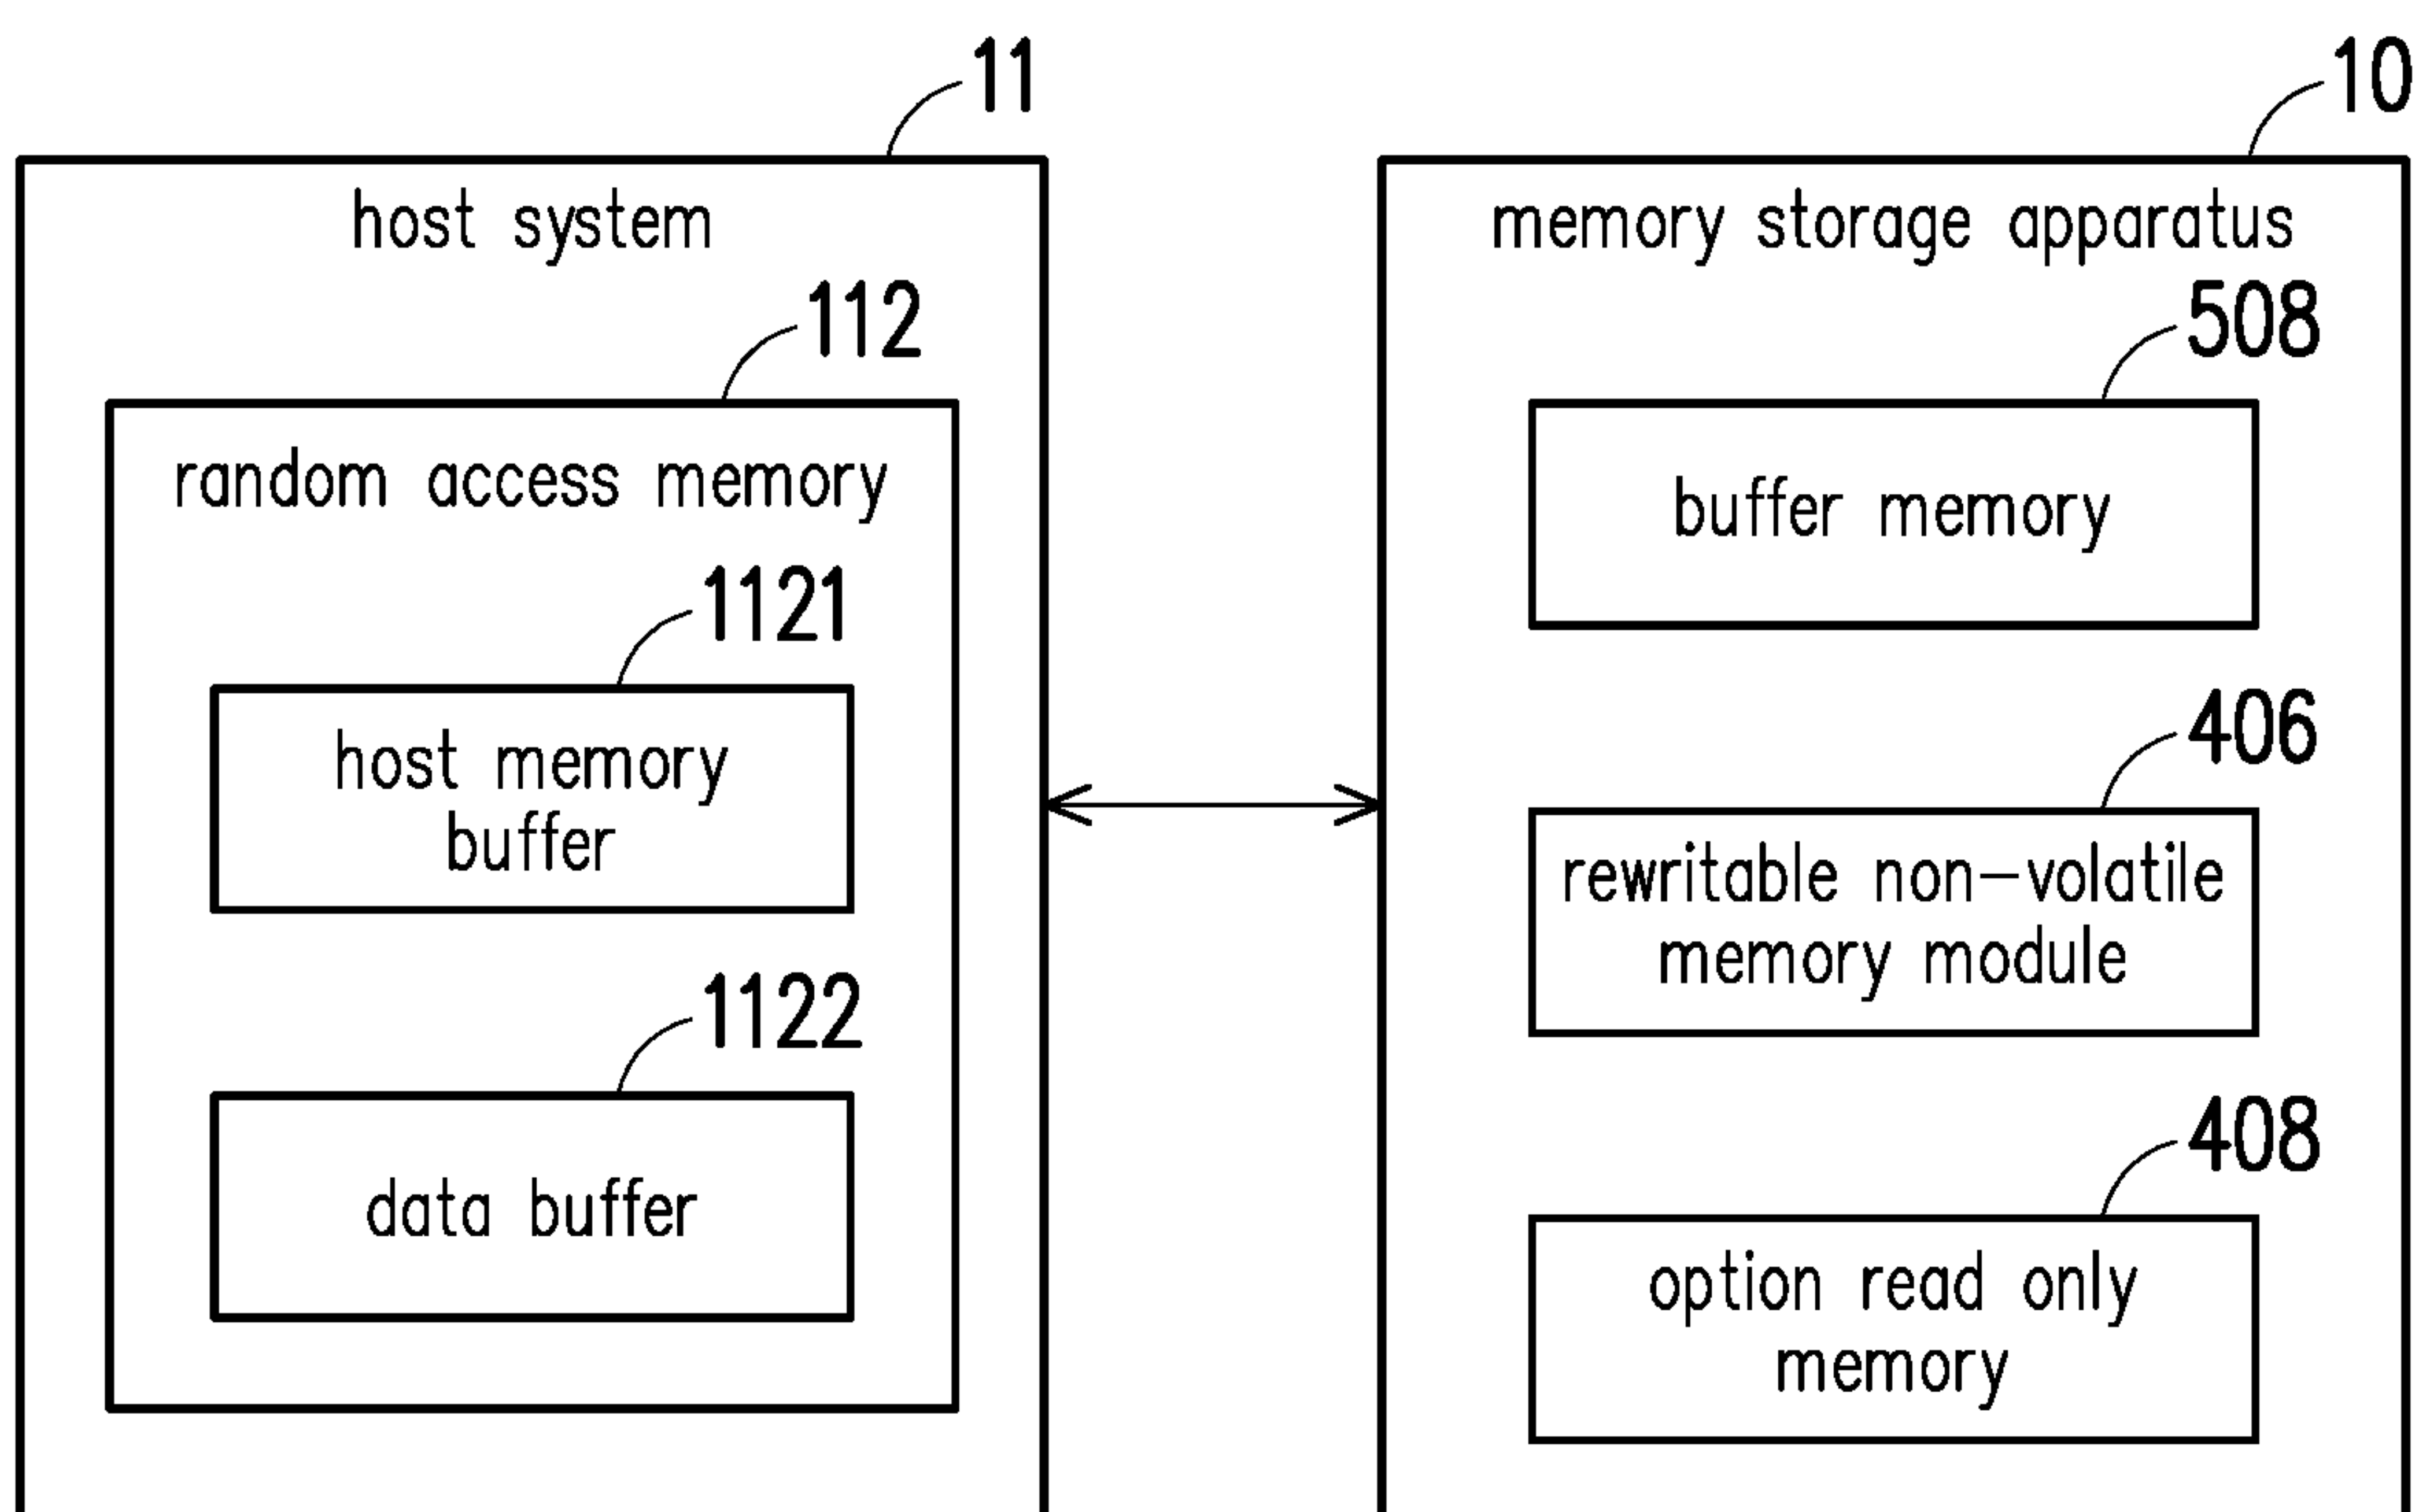 11
host system
112
random access memory
1121
host memory
buffer
1122
data buffer
10
memory storage apparatus
508
buffer memory
406
rewritable non-volatile
memory module
408
option read only
memory